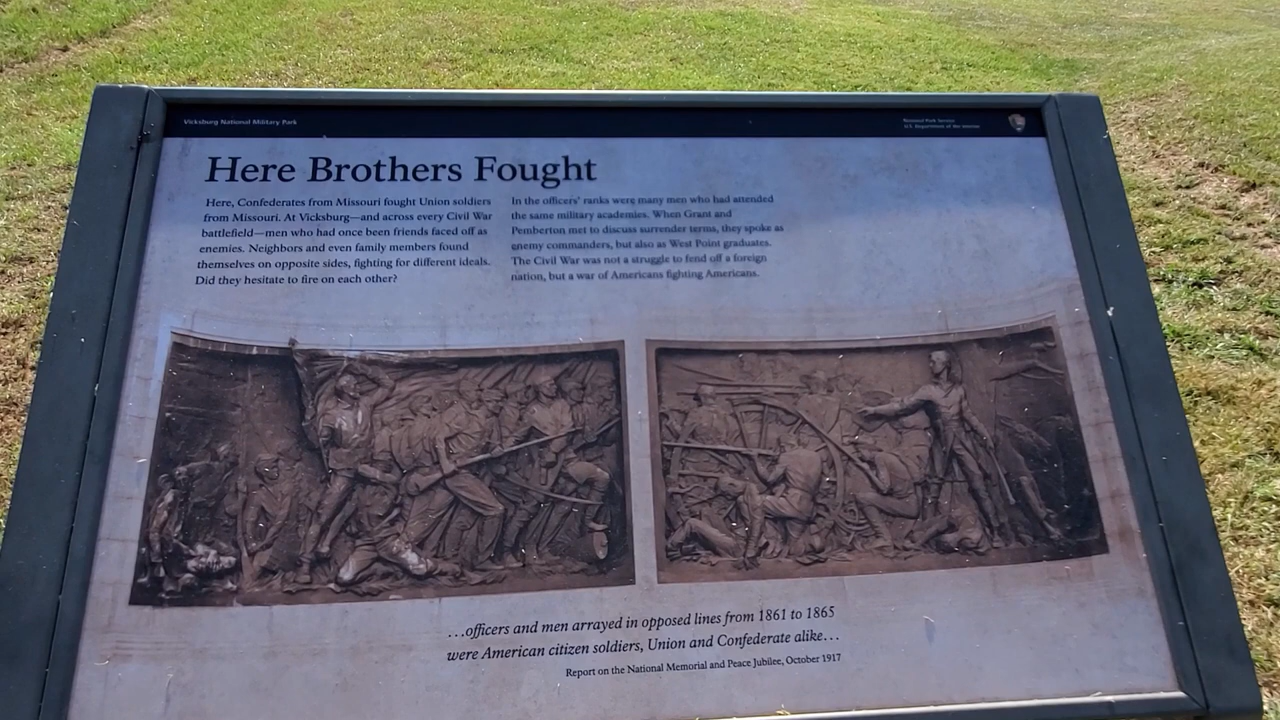 Vicksburg National Military Park
National Park Service
U.S. Department of the Interior
Here Brothers Fought
Here, Confederates from Missouri fought Union soldiers
from Missouri. At Vicksburg—and across every Civil War
battlefield—men who had once been friends faced off as
enemies. Neighbors and even family members found
themselves on opposite sides, fighting for different ideals.
Did they hesitate to fire on each other?
In the officers' ranks were many men who had attended
the same military academies. When Grant and
Pemberton met to discuss surrender terms, they spoke as
enemy commanders, but also as West Point graduates.
The Civil War was not a struggle to fend off a foreign
nation, but a war of Americans fighting Americans.
...officers and men arrayed in opposed lines from 1861 to 1865
were American citizen soldiers, Union and Confederate alike...
Report on the National Memorial and Peace Jubilee, October 1917